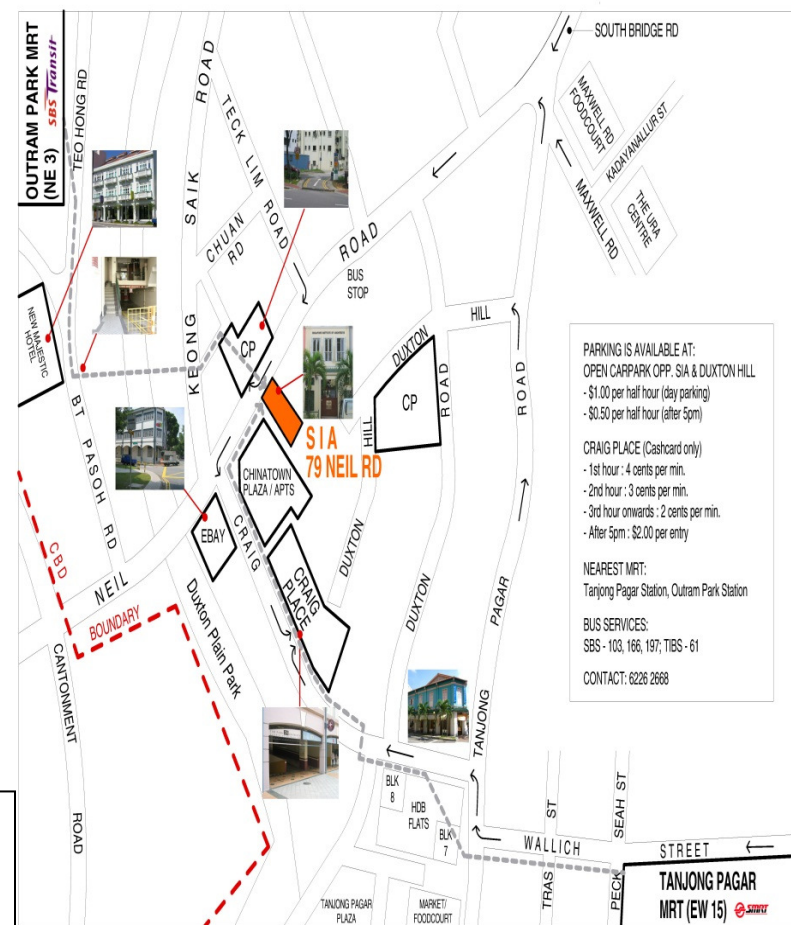 OUTRAM PARK MRT
(NE 3)
SBS Transit
TEO HONG RD
SAIK ROAD
KEONG
TECK LIM ROAD
CHUAN
RD
ROAD
SOUTH BRIDGE RD
MAXWELL RD
FOODCOURT
KADAYANALLUR ST
THE URA
CENTRE
MAXWELL RD
BUS
STOP
NEW MAJESTIC
HOTEL
CP
DUXTON
HILL
CP
ROAD
ROAD
HILL
SIA
79 NEIL RD
CHINATOWN
PLAZA / APTS
EBAY
BT PASOH RD
CRAIG
CRAIG
PLACE
DUXTON
DUXTON
PAGAR
TANJONG
NEIL
CBD
BOUNDARY
CANTONMENT
ROAD
Duxton Plain Park
PARKING IS AVAILABLE AT:
OPEN CARPARK OPP. SIA & DUXTON HILL
- $1.00 per half hour (day parking)
- $0.50 per half hour (after 5pm)
CRAIG PLACE (Cashcard only)
- 1st hour : 4 cents per min.
- 2nd hour : 3 cents per min.
- 3rd hour onwards : 2 cents per min.
- After 5pm : $2.00 per entry
NEAREST MRT:
Tanjong Pagar Station, Outram Park Station
BUS SERVICES:
SBS - 103, 166, 197; TIBS - 61
CONTACT: 6226 2668
BLK
8
HDB
FLATS
BLK
7
WALLICH STREET
TRAS ST
PECK SEAH ST
TANJONG PAGAR
PLAZA
MARKET/
FOODCOURT
TANJONG PAGAR
MRT (EW 15) SMRT